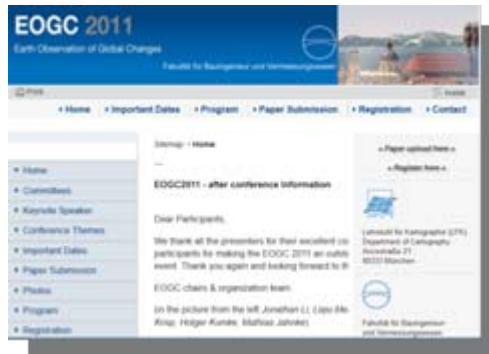 EOGC 2011
Earth Observation of Global Changes
Fakultät für Bauingenieur und Vermessungswesen
Print
Home
Home
Important Dates
Program
Paper Submission
Registration
Contact
Sitemap
Home
Home
Committees
Keynote Speaker
Conference Themes
Important Dates
Paper Submission
Photos
Program
Registration
EOGC2011 - after conference Information
Dear Participants,
We thank all the presenters for their excellent co
participants for making the EOGC 2011 an outsta
event. Thank you again and looking forward to th
EOGC chairs & organization team
(in the picture from the left Jonathan Li, Liqiu Me
Krisp, Holger Kumke, Mathias Jahnke)
« Paper upload here »
« Register here »
Lehrstuhl für Kartographie (LFK)
Department of Cartography
Arcisstraße 21
80333 München
Fakultät für Bauingenieur-
und Vermessungswesen